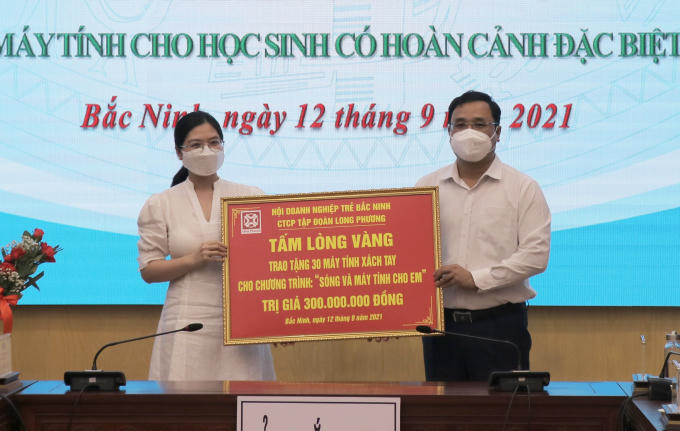 MÁY TÍNH CHO HỌC SINH CÓ HOÀN CẢNH ĐẶC BIỆT
Bắc Ninh, ngày 12 tháng 9 năm 2021
HỘI DOANH NGHIỆP TRẺ BẮC NINH
CTCP TẬP ĐOÀN LONG PHƯƠNG
TẤM LÒNG VÀNG
TRAO TẶNG 30 MÁY TÍNH XÁCH TAY
CHO CHƯƠNG TRÌNH: "SÓNG VÀ MÁY TÍNH CHO EM"
TRỊ GIÁ 300.000.000 ĐỒNG
Bắc Ninh, ngày 12 tháng 9 năm 2021